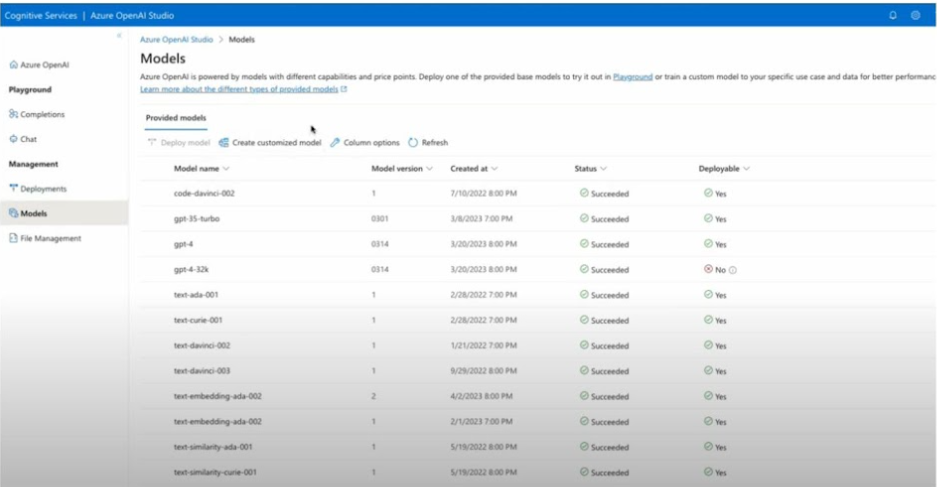 Cognitive Services | Azure OpenAI Studio
Azure OpenAI Studio > Models
Azure OpenAI
Playground
Completions
Chat
Management
Deployments
Models
File Management
Models
Azure OpenAI is powered by models with different capabilities and price points. Deploy one of the provided base models to try it out in Playground or train a custom model to your specific use case and data for better performanc
Learn more about the different types of provided models
Provided models
Deploy model Create customized model Column options Refresh
Model name Model version Created at Status Deployable
code-davinci-002 1 7/10/2022 8:00 PM Succeeded Yes
gpt-35-turbo 0301 3/8/2023 7:00 PM Succeeded Yes
gpt-4 0314 3/20/2023 8:00 PM Succeeded Yes
gpt-4-32k 0314 3/20/2023 8:00 PM Succeeded No
text-ada-001 1 2/28/2022 7:00 PM Succeeded Yes
text-curie-001 1 2/28/2022 7:00 PM Succeeded Yes
text-davinci-002 1 1/21/2022 7:00 PM Succeeded Yes
text-davinci-003 1 9/29/2022 8:00 PM Succeeded Yes
text-embedding-ada-002 2 4/2/2023 8:00 PM Succeeded Yes
text-embedding-ada-002 1 2/1/2023 7:00 PM Succeeded Yes
text-similarity-ada-001 1 5/19/2022 8:00 PM Succeeded Yes
text-similarity-curie-001 1 5/19/2022 8:00 PM Succeeded Yes